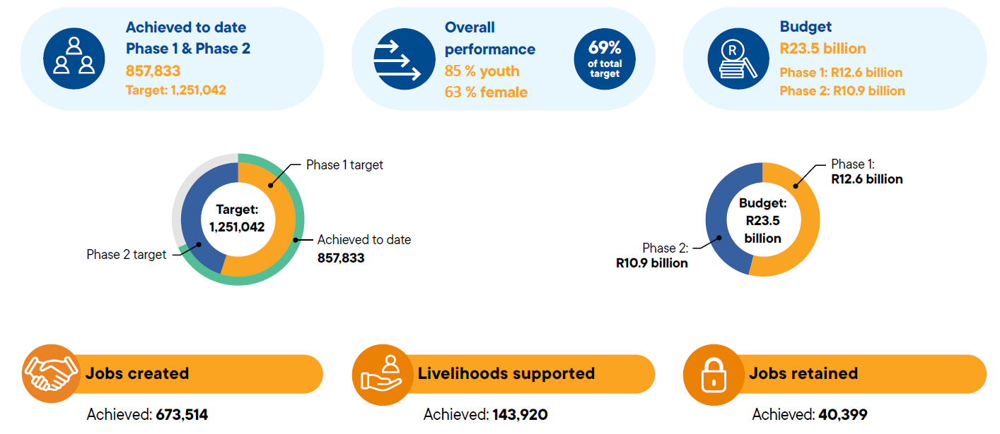 Achieved to date
Phase 1 & Phase 2
857,833
Target: 1,251,042
Overall
performance
85 % youth
63 % female
69%
of total
target
R
Budget
R23.5 billion
Phase 1: R12.6 billion
Phase 2: R10.9 billion
Phase 1 target
Target:
1,251,042
Achieved to date
857,833
Phase 2 target
Phase 1:
R12.6 billion
Budget:
R23.5
billion
Phase 2:
R10.9 billion
Jobs created
Achieved: 673,514
Livelihoods supported
Achieved: 143,920
Jobs retained
Achieved: 40,399